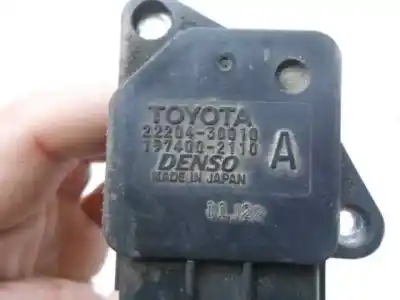 TOYOTA
22204-30010
197400-2110
DENSO
MADE IN JAPAN
A